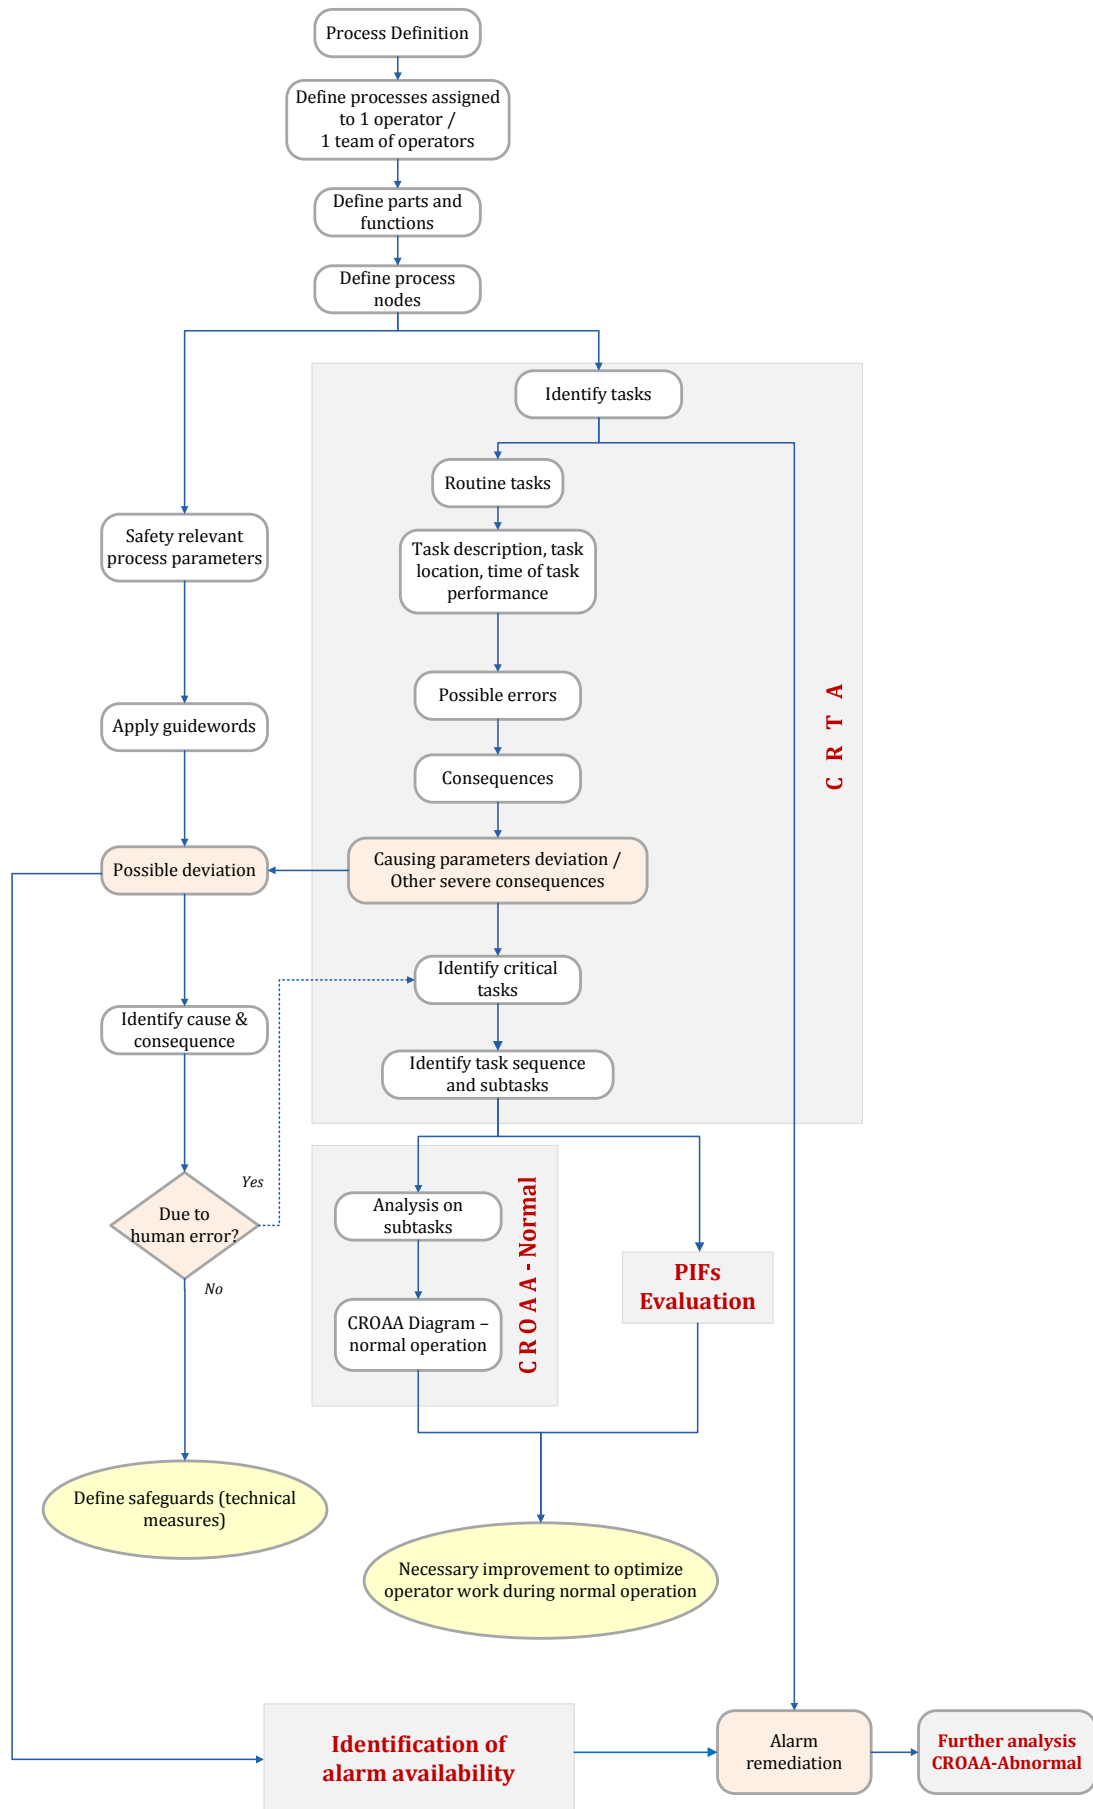 Process Definition
Define processes assigned
to 1 operator /
1 team of operators
Define parts and
functions
Define process
nodes
Identify tasks
Routine tasks
Safety relevant
process parameters
Task description, task
location, time of task
performance
Possible errors
Apply guidewords
Consequences
C R T A
Possible deviation
Causing parameters deviation /
Other severe consequences
Identify critical
tasks
Identify cause &
consequence
Identify task sequence
and subtasks
Yes
Due to
human error?
No
Analysis on
subtasks
CROAA Diagram –
normal operation
C R O A A - Normal
PIFs
Evaluation
Define safeguards (technical
measures)
Necessary improvement to optimize
operator work during normal operation
Identification of
alarm availability
Alarm
remediation
Further analysis
CROAA-Abnormal